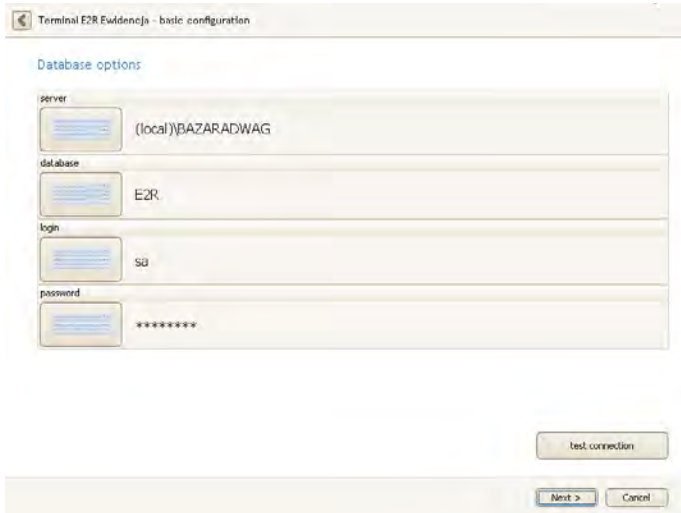 Terminal E2R Ewidencja - basic configuration
Database options
server
(local)\BAZARADWAG
database
E2R
login
sa
password
********
test connection
Next >
Cancel